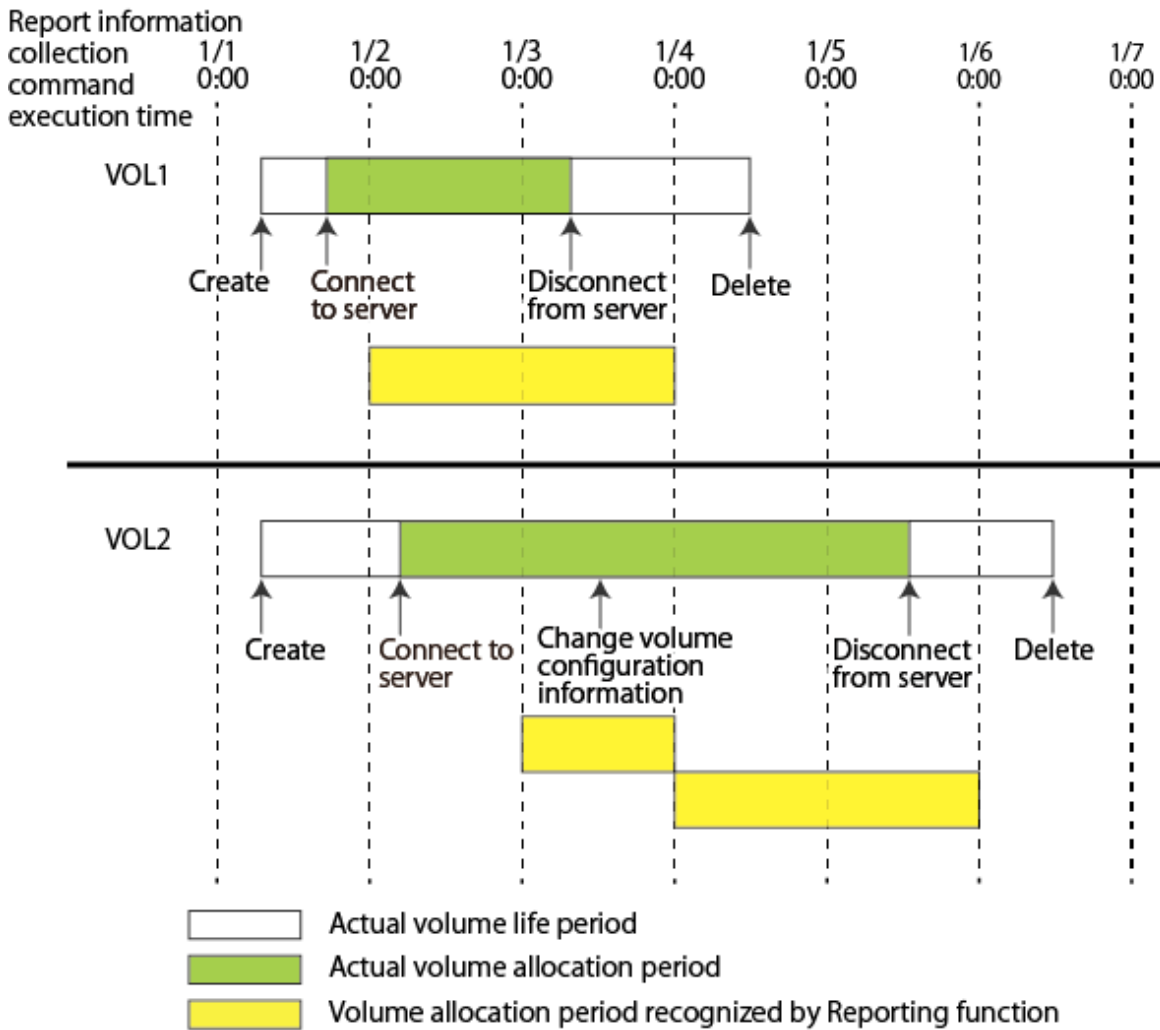 Report information
collection
command
execution time
1/1
0:00
1/2
0:00
1/3
0:00
1/4
0:00
1/5
0:00
1/6
0:00
1/7
0:00
VOL1
Create
Connect
to server
Disconnect
from server
Delete
VOL2
Create
Connect to
server
Change volume
configuration
information
Disconnect
from server
Delete
Actual volume life period
Actual volume allocation period
Volume allocation period recognized by Reporting function